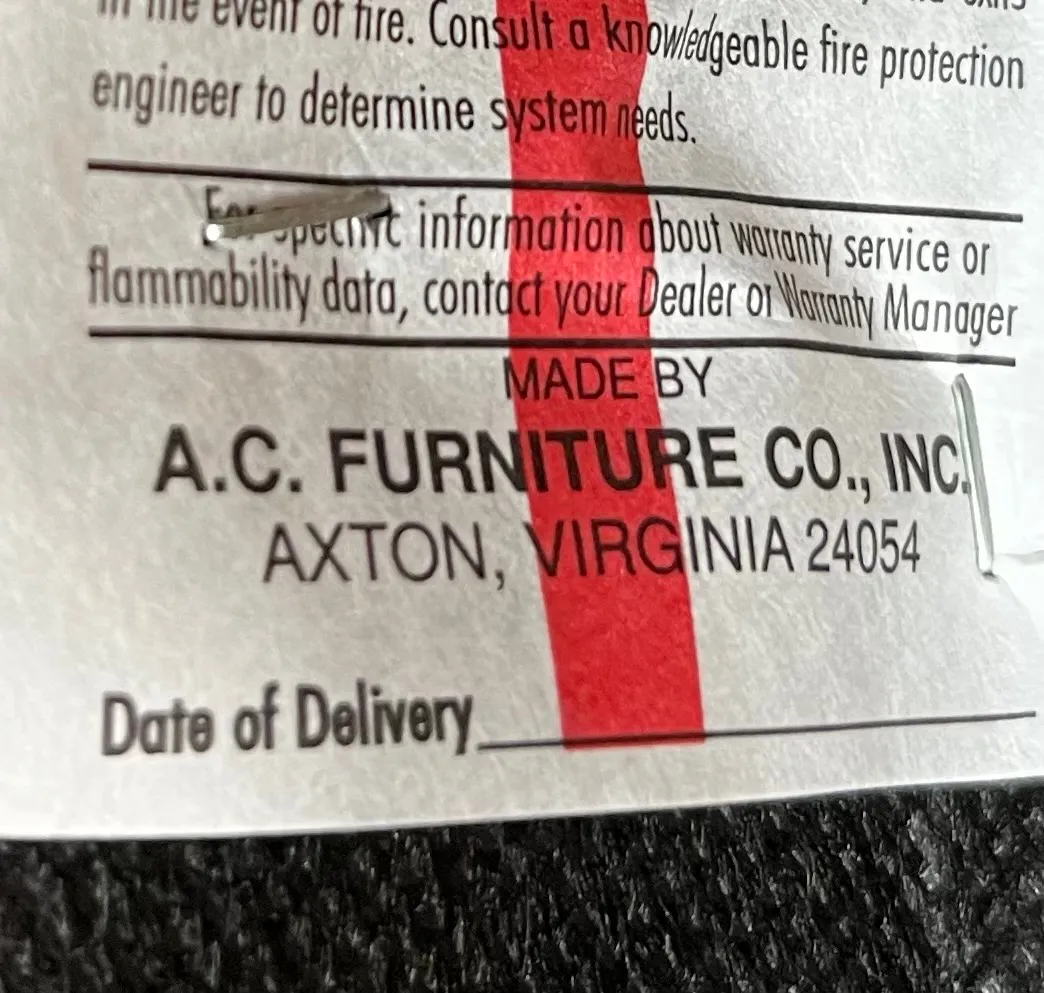 in the event of fire. Consult a knowledgeable fire protection
engineer to determine system needs.
For specific information about warranty service or
flammability data, contact your Dealer or Warranty Manager
MADE BY
A.C. FURNITURE CO., INC.
AXTON, VIRGINIA 24054
Date of Delivery